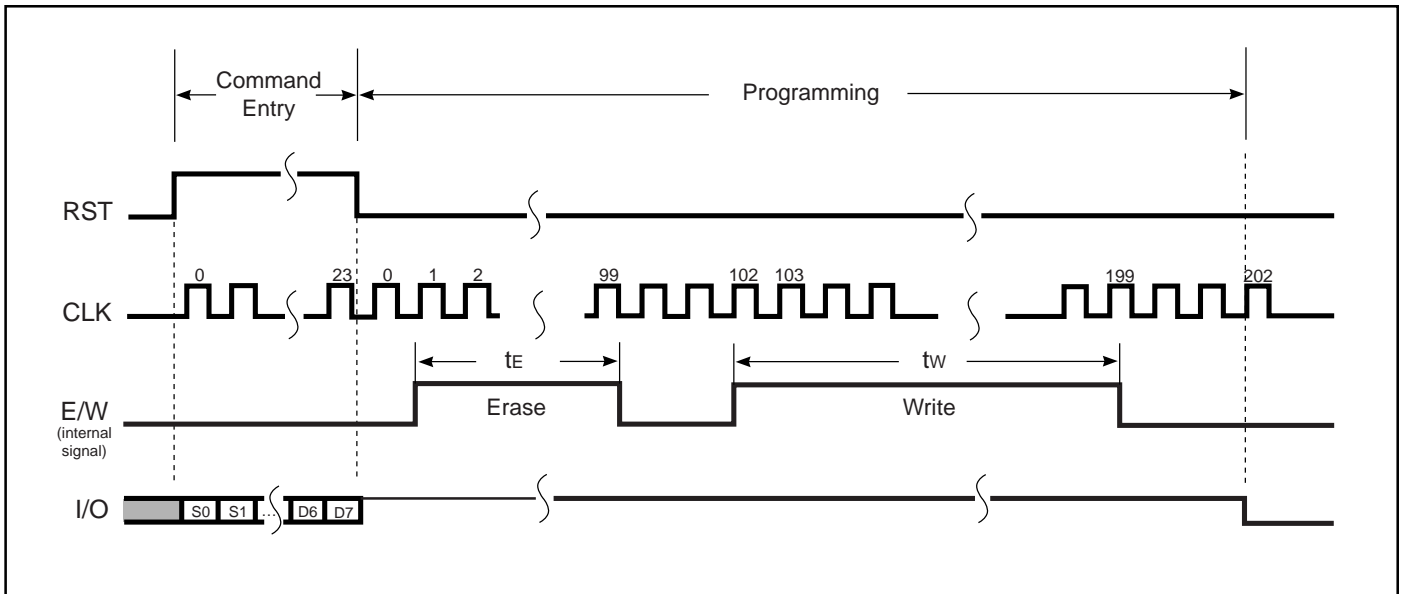 Command
Entry
Programming
RST
0 23 0 1 2 99 102 103 199 202
CLK
tE tW
E/W
(internal
signal)
Erase Write
I/O S0 S1 ... D6 D7